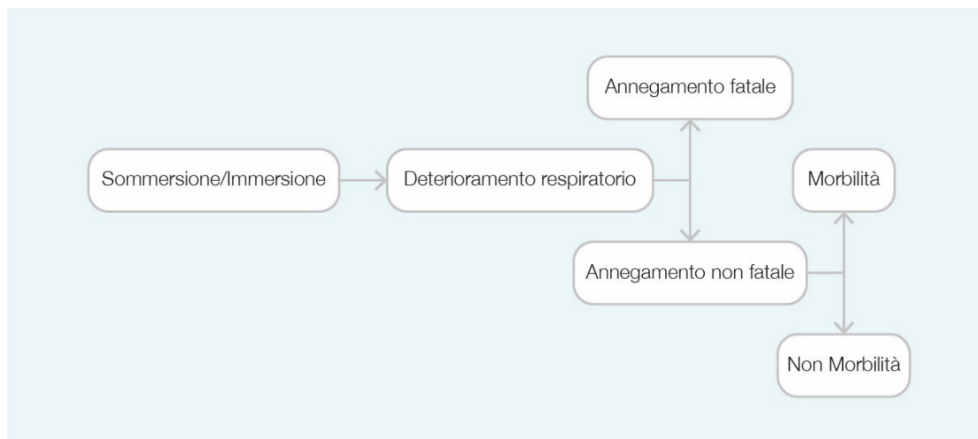 Annegamento fatale
Sommersione/Immersione
Deterioramento respiratorio
Morbilità
Annegamento non fatale
Non Morbilità